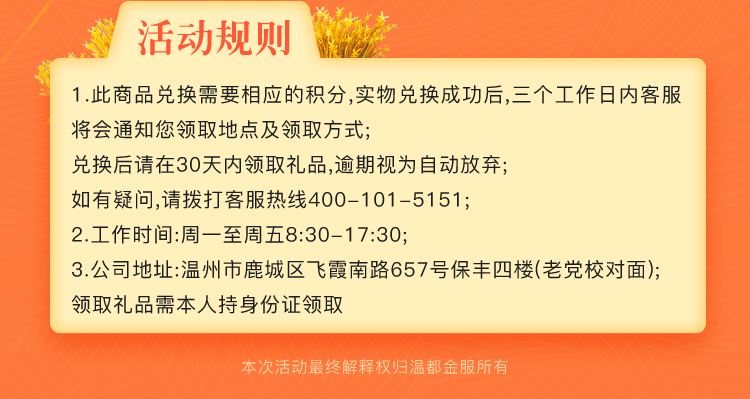 活动规则
1.此商品兑换需要相应的积分,实物兑换成功后,三个工作日内客服
将会通知您领取地点及领取方式;
兑换后请在30天内领取礼品,逾期视为自动放弃;
如有疑问,请拨打客服热线400-101-5151;
2.工作时间:周一至周五8:30-17:30;
3.公司地址:温州市鹿城区飞霞南路657号保丰四楼(老党校对面);
领取礼品需本人持身份证领取
本次活动最终解释权归温都金服所有